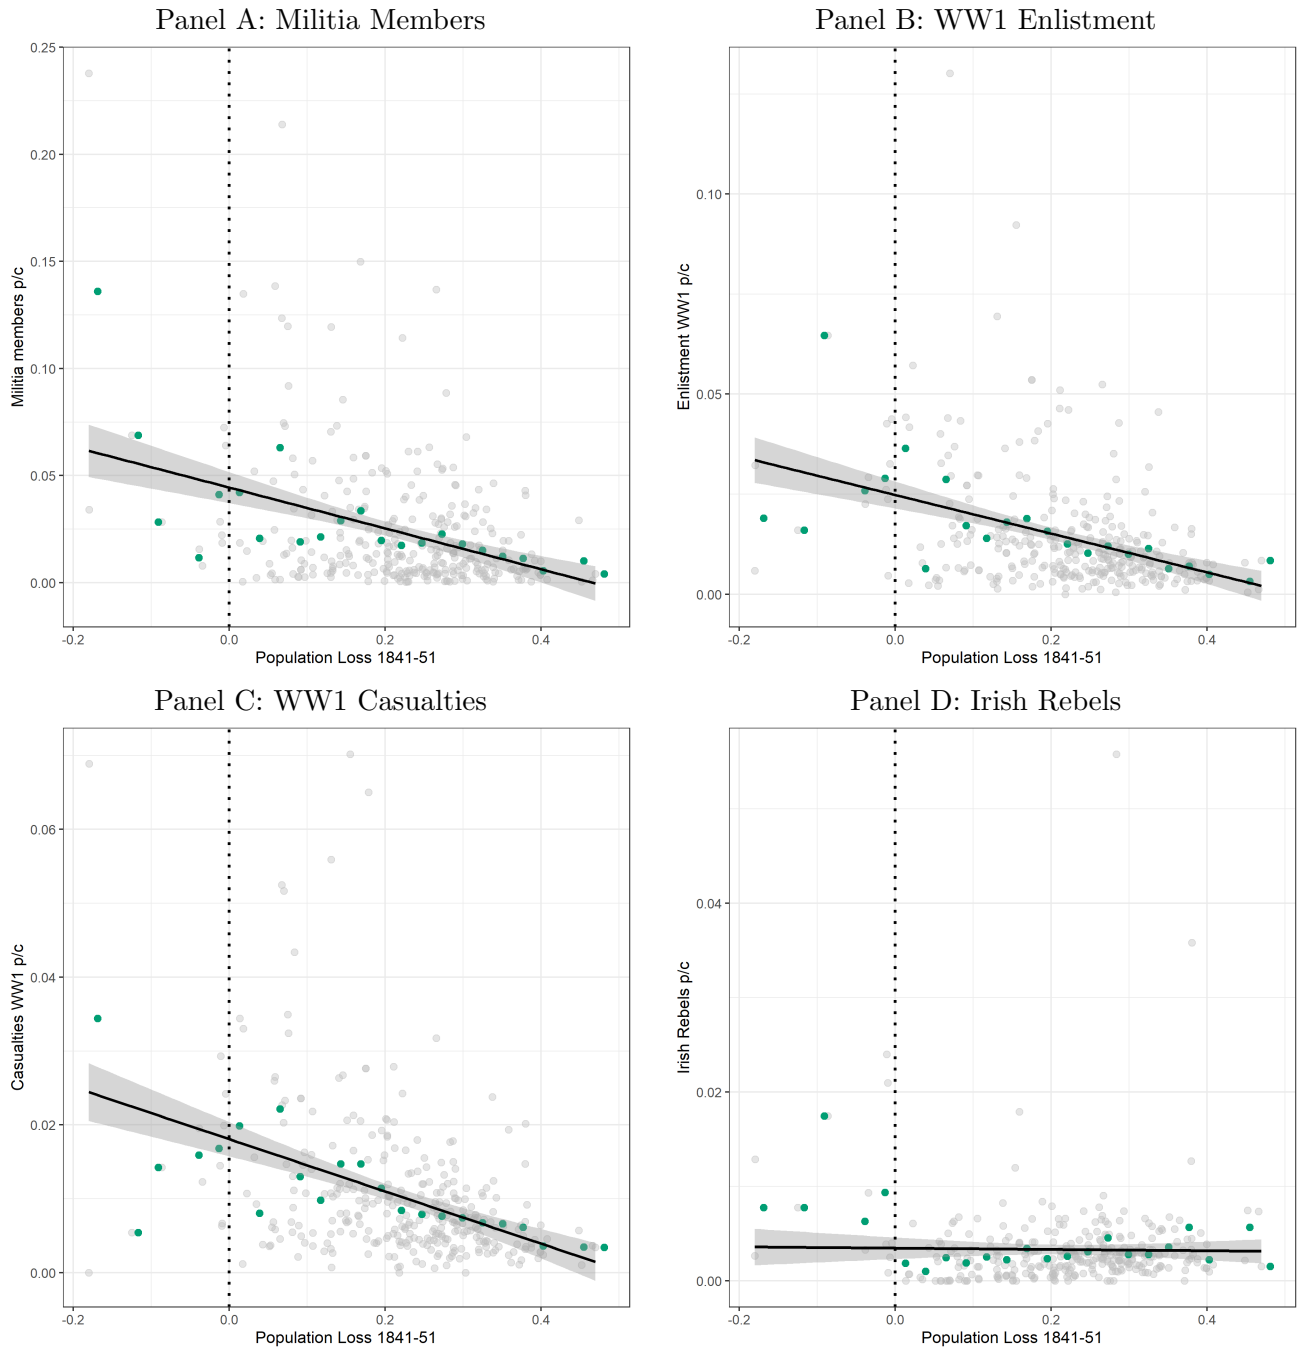 Panel A: Militia Members
Militia members p/c
0.25
0.20
0.15
0.10
0.05
0.00
-0.2 0.0 0.2 0.4
Population Loss 1841-51
Panel B: WW1 Enlistment
Enlistment WW1 p/c
0.10
0.05
0.00
-0.2 0.0 0.2 0.4
Population Loss 1841-51
Panel C: WW1 Casualties
Casualties WW1 p/c
0.06
0.04
0.02
0.00
-0.2 0.0 0.2 0.4
Population Loss 1841-51
Panel D: Irish Rebels
Irish Rebels p/c
0.04
0.02
0.00
-0.2 0.0 0.2 0.4
Population Loss 1841-51